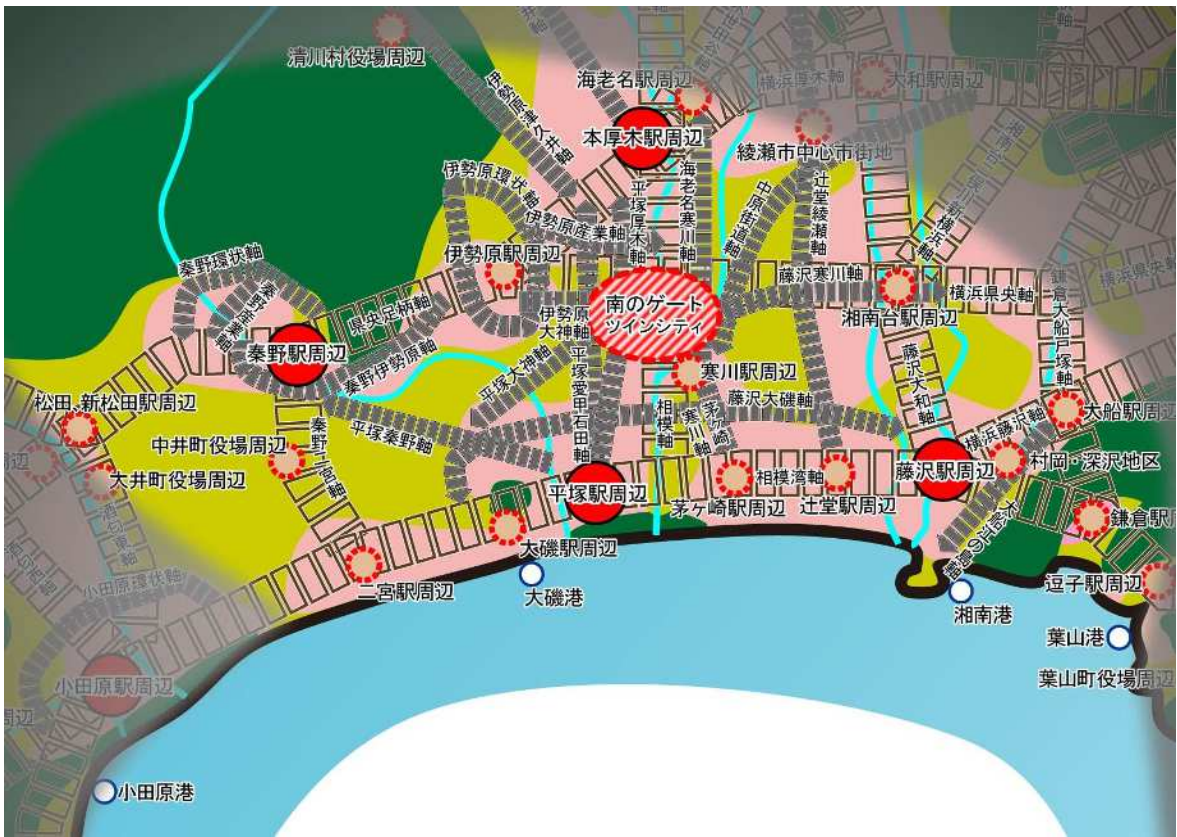 清川村役場周辺
伊勢原津久井軸
海老名駅周辺
横浜厚木軸
大和駅周辺
本厚木駅周辺
綾瀬市中心市街地
伊勢原環状軸
海老名寒川軸
平塚厚木軸
中原街道軸
辻堂綾瀬軸
伊勢原産業軸
秦野環状軸
伊勢原駅周辺
藤沢寒川軸
横浜県央軸
横浜県央軸
鎌倉大船戸塚軸
秦野産業軸
県央足柄軸
伊勢原大神軸
南のゲート
ツインシティ
湘南台駅周辺
秦野駅周辺
秦野伊勢原軸
平塚大神軸
平塚愛甲石田軸
寒川駅周辺
藤沢大和軸
松田、新松田駅周辺
平塚秦野軸
相模軸
茅ヶ崎寒川軸
藤沢大磯軸
横浜藤沢軸
大船駅周辺
中井町役場周辺
秦野二宮軸
大井町役場周辺
平塚駅周辺
相模湾軸
藤沢駅周辺
村岡・深沢地区
茅ヶ崎駅周辺
辻堂駅周辺
大船江の島軸
鎌倉駅
大磯駅周辺
二宮駅周辺
小田原環状軸
大磯港
湘南港
逗子駅周辺
葉山港
小田原駅周辺
葉山町役場周辺
小田原港